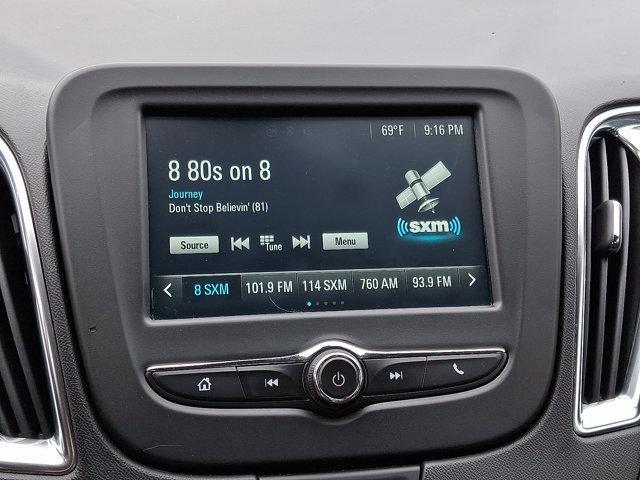 69°F 9:16 PM
8 80s on 8
Journey
Don't Stop Believin' (81)
sxm
Source Tune Menu
8 SXM 101.9 FM 114 SXM 760 AM 93.9 FM